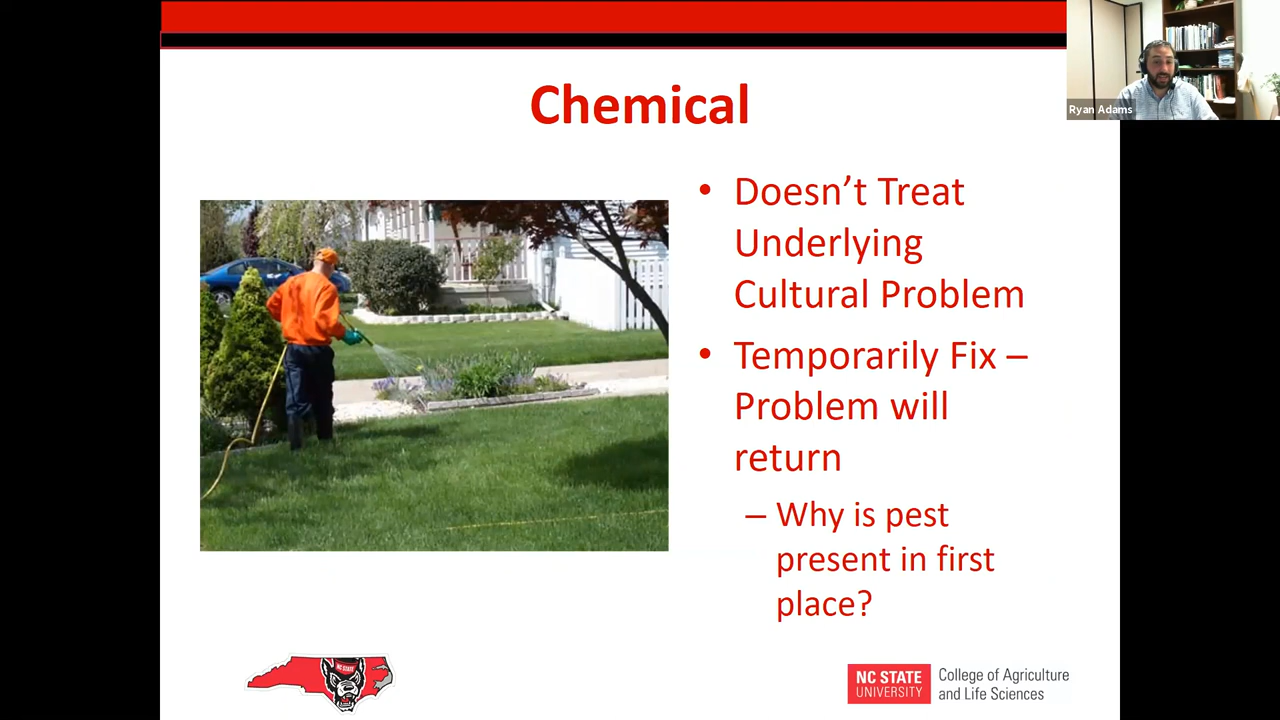 Chemical
Ryan Adams
• Doesn’t Treat
Underlying
Cultural Problem
• Temporarily Fix –
Problem will
return
– Why is pest
present in first
place?
NC STATE
NC STATE
UNIVERSITY
College of Agriculture
and Life Sciences